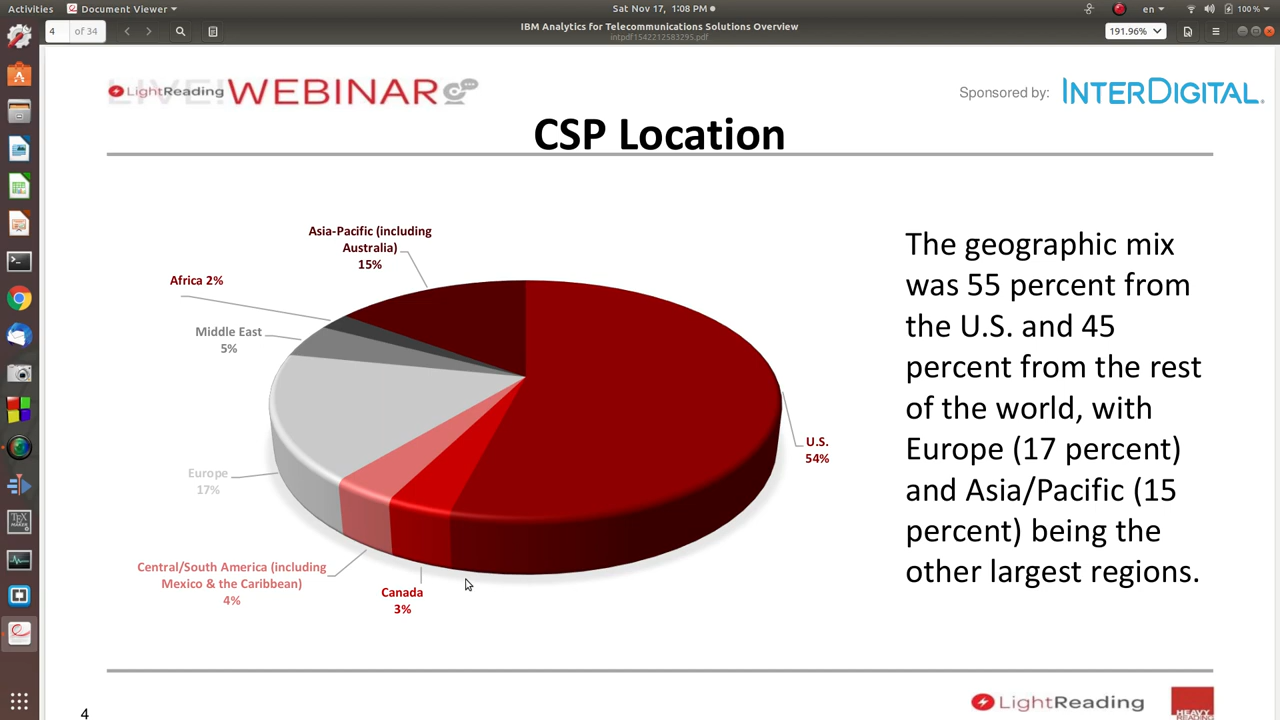 Activities
Document Viewer
Sat Nov 17, 1:08 PM
en
100 %
4
of 34
IBM Analytics for Telecommunications Solutions Overview
intpdf1542212583295.pdf
191.96%
LIVE!
LightReading WEBINAR
Sponsored by: INTERDIGITAL.
CSP Location
Asia-Pacific (including
Australia)
15%
Africa 2%
Middle East
5%
Europe
17%
Central/South America (including
Mexico & the Caribbean)
4%
Canada
3%
U.S.
54%
The geographic mix
was 55 percent from
the U.S. and 45
percent from the rest
of the world, with
Europe (17 percent)
and Asia/Pacific (15
percent) being the
other largest regions.
LightReading
HEAVY
4